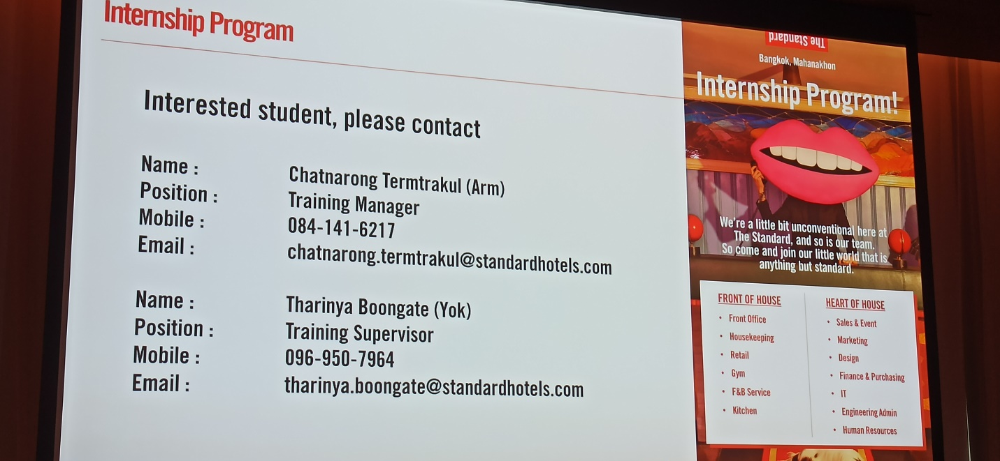 Internship Program
Interested student, please contact
Name : Chatnarong Termtrakul (Arm)
Position : Training Manager
Mobile : 084-141-6217
Email : chatnarong.termtrakul@standardhotels.com
Name : Tharinya Boongate (Yok)
Position : Training Supervisor
Mobile : 096-950-7964
Email : tharinya.boongate@standardhotels.com
The Standard
Bangkok, Mahanakhon
Internship Program!
We're a little bit unconventional here at
The Standard, and so is our team.
So come and join our little world that is
anything but standard.
FRONT OF HOUSE
• Front Office
• Housekeeping
• Retail
• Gym
• F&B Service
• Kitchen
HEART OF HOUSE
• Sales & Event
• Marketing
• Design
• Finance & Purchasing
• IT
• Engineering Admin
• Human Resources